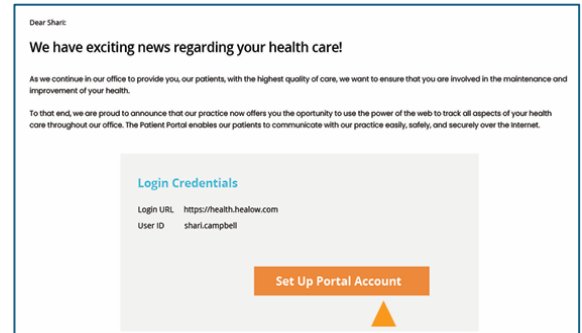 Dear Shari:
We have exciting news regarding your health care!
As we continue in our office to provide you, our patients, with the highest quality of care, we want to ensure that you are involved in the maintenance and
improvement of your health.
To that end, we are proud to announce that our practice now offers you the oportunity to use the power of the web to track all aspects of your health
care throughout our office. The Patient Portal enables our patients to communicate with our practice easily, safely, and securely over the Internet.
Login Credentials
Login URL https://health.healow.com
User ID shari.campbell
Set Up Portal Account